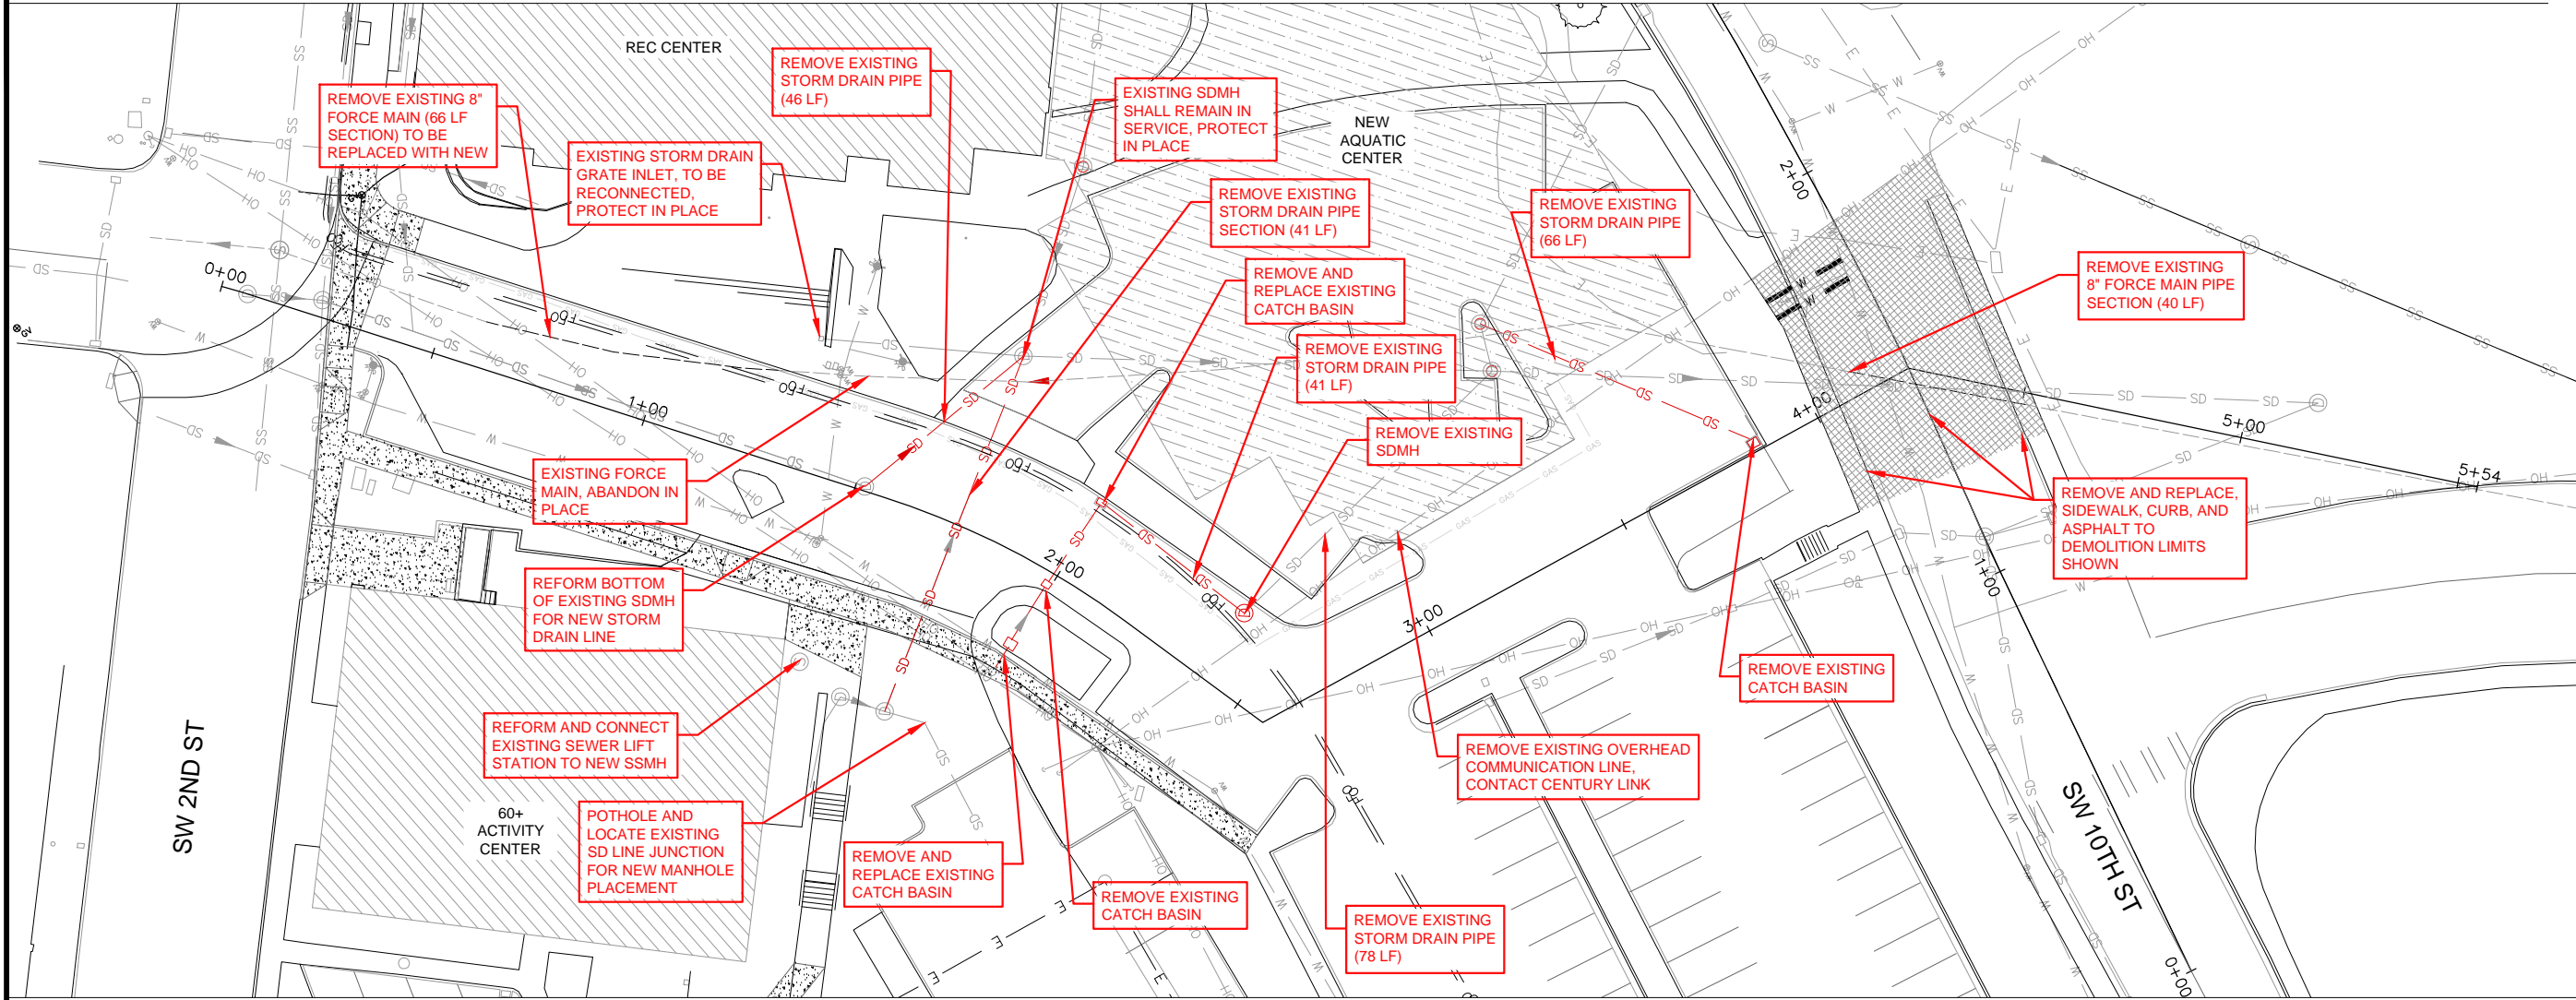 REC CENTER
REMOVE EXISTING
STORM DRAIN PIPE
(46 LF)
REMOVE EXISTING 8"
FORCE MAIN (66 LF
SECTION) TO BE
REPLACED WITH NEW
EXISTING STORM DRAIN
GRATE INLET, TO BE
RECONNECTED,
PROTECT IN PLACE
EXISTING SDMH
SHALL REMAIN IN
SERVICE, PROTECT
IN PLACE
NEW
AQUATIC
CENTER
REMOVE EXISTING
STORM DRAIN PIPE
SECTION (41 LF)
REMOVE EXISTING
STORM DRAIN PIPE
(66 LF)
REMOVE AND
REPLACE EXISTING
CATCH BASIN
REMOVE EXISTING
8" FORCE MAIN PIPE
SECTION (40 LF)
REMOVE EXISTING
STORM DRAIN PIPE
(41 LF)
REMOVE EXISTING
SDMH
0+00
1+00
2+00
3+00
4+00
5+00
5+54
2+00
1+00
0+00
EXISTING FORCE
MAIN, ABANDON IN
PLACE
REMOVE AND REPLACE,
SIDEWALK, CURB, AND
ASPHALT TO
DEMOLITION LIMITS
SHOWN
REFORM BOTTOM
OF EXISTING SDMH
FOR NEW STORM
DRAIN LINE
REMOVE EXISTING
CATCH BASIN
REFORM AND CONNECT
EXISTING SEWER LIFT
STATION TO NEW SSMH
REMOVE EXISTING OVERHEAD
COMMUNICATION LINE,
CONTACT CENTURY LINK
SW 2ND ST
60+
ACTIVITY
CENTER
POTHOLE AND
LOCATE EXISTING
SD LINE JUNCTION
FOR NEW MANHOLE
PLACEMENT
REMOVE AND
REPLACE EXISTING
CATCH BASIN
REMOVE EXISTING
CATCH BASIN
REMOVE EXISTING
STORM DRAIN PIPE
(78 LF)
SW 10TH ST